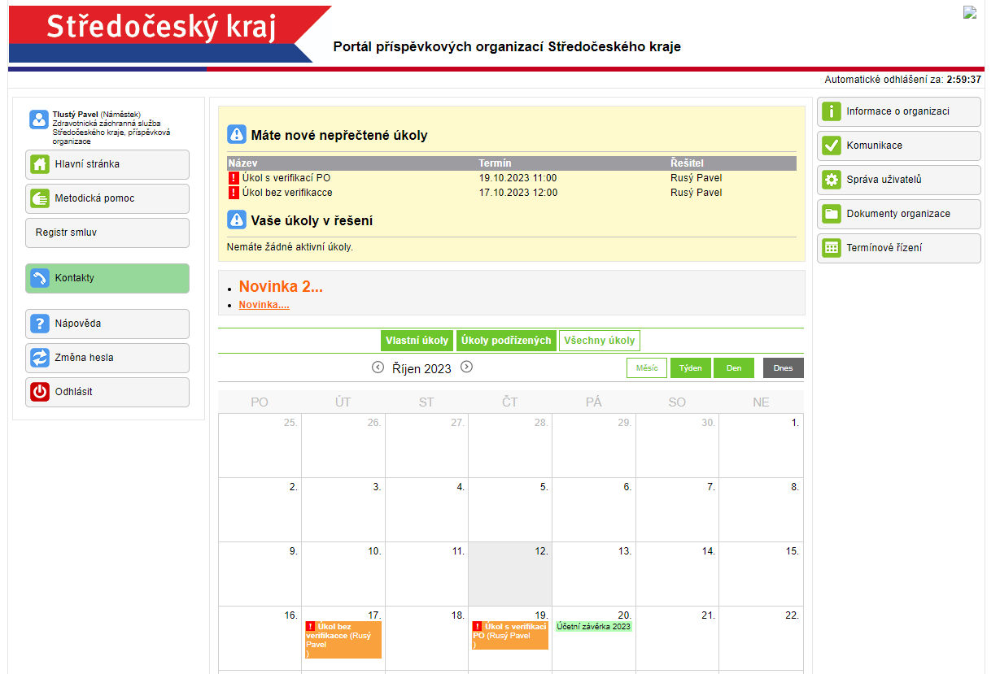 Středočeský kraj
Portál příspěvkových organizací Středočeského kraje
Automatické odhlášení za: 2:59:37
Tlustý Pavel (Náměstek)
Zdravotnická záchranná služba
Středočeského kraje, příspěvková
organizace
Hlavní stránka
Metodická pomoc
Registr smluv
Kontakty
Nápověda
Změna hesla
Odhlásit
Máte nové nepřečtené úkoly
Název Termín Řešitel
! Úkol s verifikací PO 19.10.2023 11:00 Rusý Pavel
! Úkol bez verifikacce 17.10.2023 12:00 Rusý Pavel
Vaše úkoly v řešení
Nemáte žádné aktivní úkoly.
Novinka 2...
Novinka....
Vlastní úkoly Úkoly podřízených Všechny úkoly
Říjen 2023 Měsíc Týden Den Dnes
PO ÚT ST ČT PÁ SO NE
25. 26. 27. 28. 29. 30. 1.
2. 3. 4. 5. 6. 7. 8.
9. 10. 11. 12. 13. 14. 15.
16. 17. 18. 19. 20. 21. 22.
! Úkol bez
verifikacce (Rusý
Pavel
)
! Úkol s verifikací
PO (Rusý Pavel
)
Účetní závěrka 2023
Informace o organizaci
Komunikace
Správa uživatelů
Dokumenty organizace
Termínové řízení